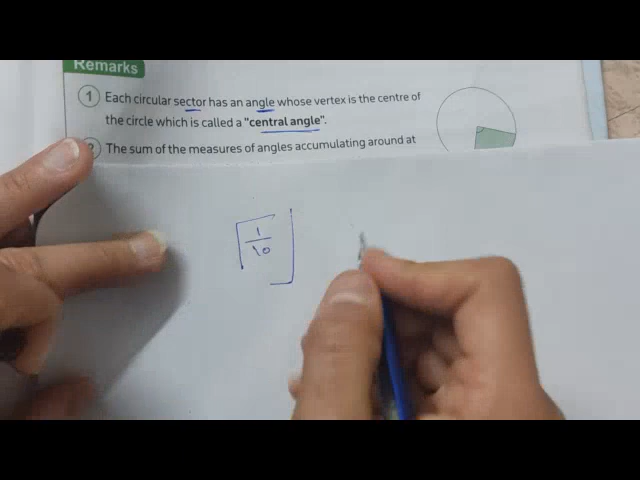 Remarks
1 Each circular sector has an angle whose vertex is the centre of
the circle which is called a "central angle".
2 The sum of the measures of angles accumulating around at
1
10